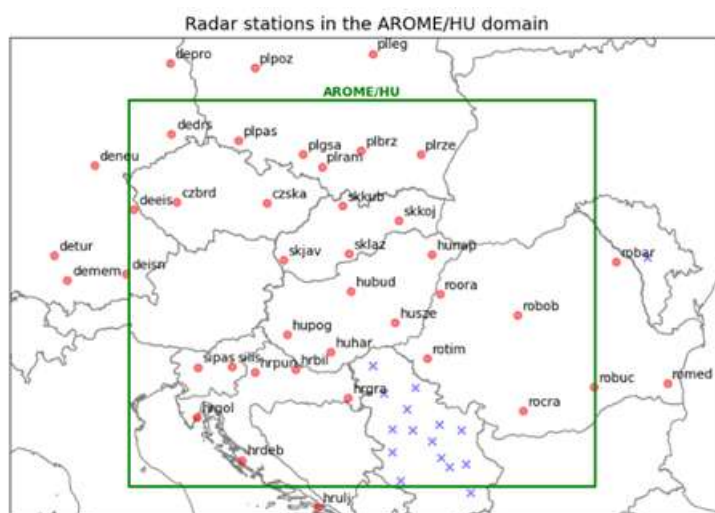 Radar stations in the AROME/HU domain
plleg
depro
plpoz
AROME/HU
dedrs
plpas
plgsa
plbrz
plrze
plram
deneu
deeis
czbrd
czska
skkub
skkoj
detur
demem
deisn
skjav
sklaz
hunap
robar
hubud
roora
robob
husze
hupog
huhar
rotim
sipas
silis
hrpun
hrbil
hrgra
robuc
romed
rocra
hrgol
hrdeb
hrulj